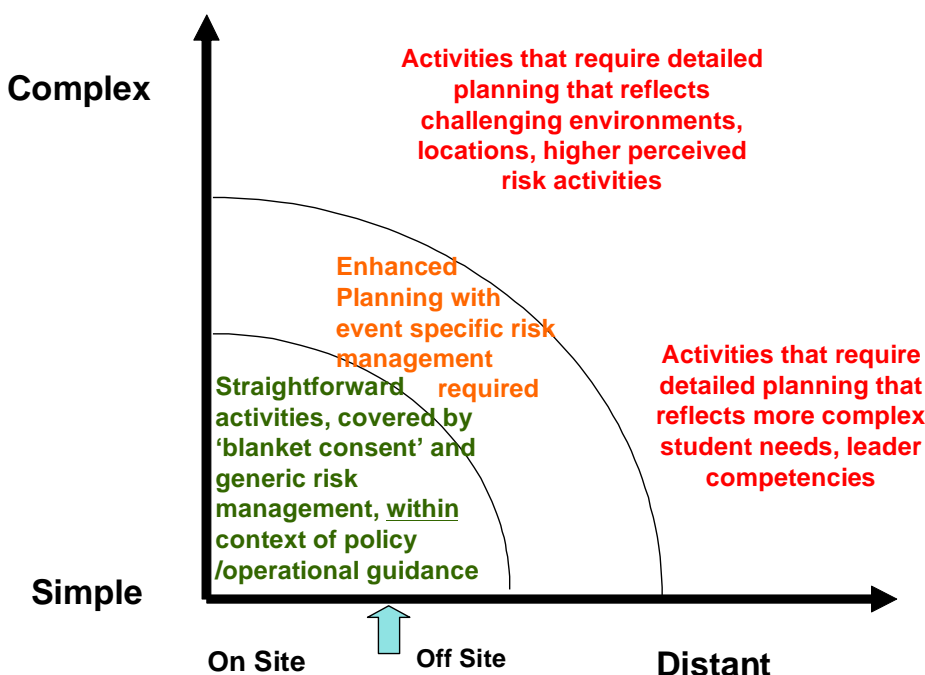 Complex
Activities that require detailed
planning that reflects
challenging environments,
locations, higher perceived
risk activities
Enhanced
Planning with
event specific risk
management
required
Straightforward
activities, covered by
‘blanket consent’ and
generic risk
management, within
context of policy
/operational guidance
Activities that require
detailed planning that
reflects more complex
student needs, leader
competencies
Simple
On Site
Off Site
Distant